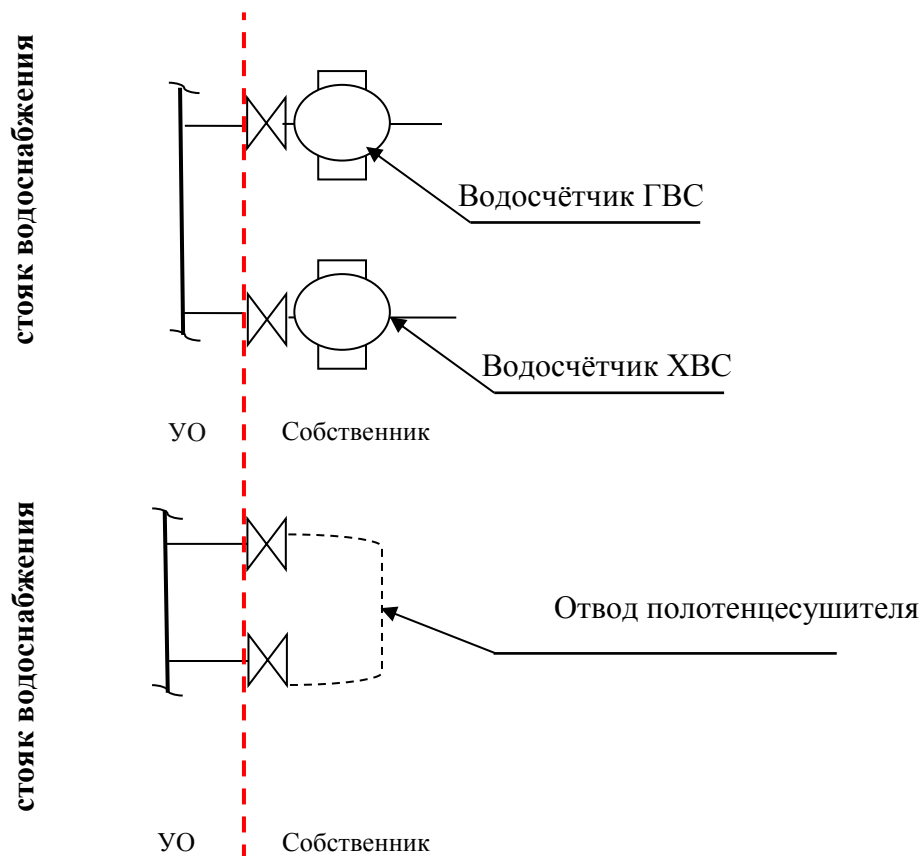 стояк водоснабжения
Водосчётчик ГВС
Водосчётчик ХВС
УО Собственник
стояк водоснабжения
Отвод полотенцесушителя
УО Собственник